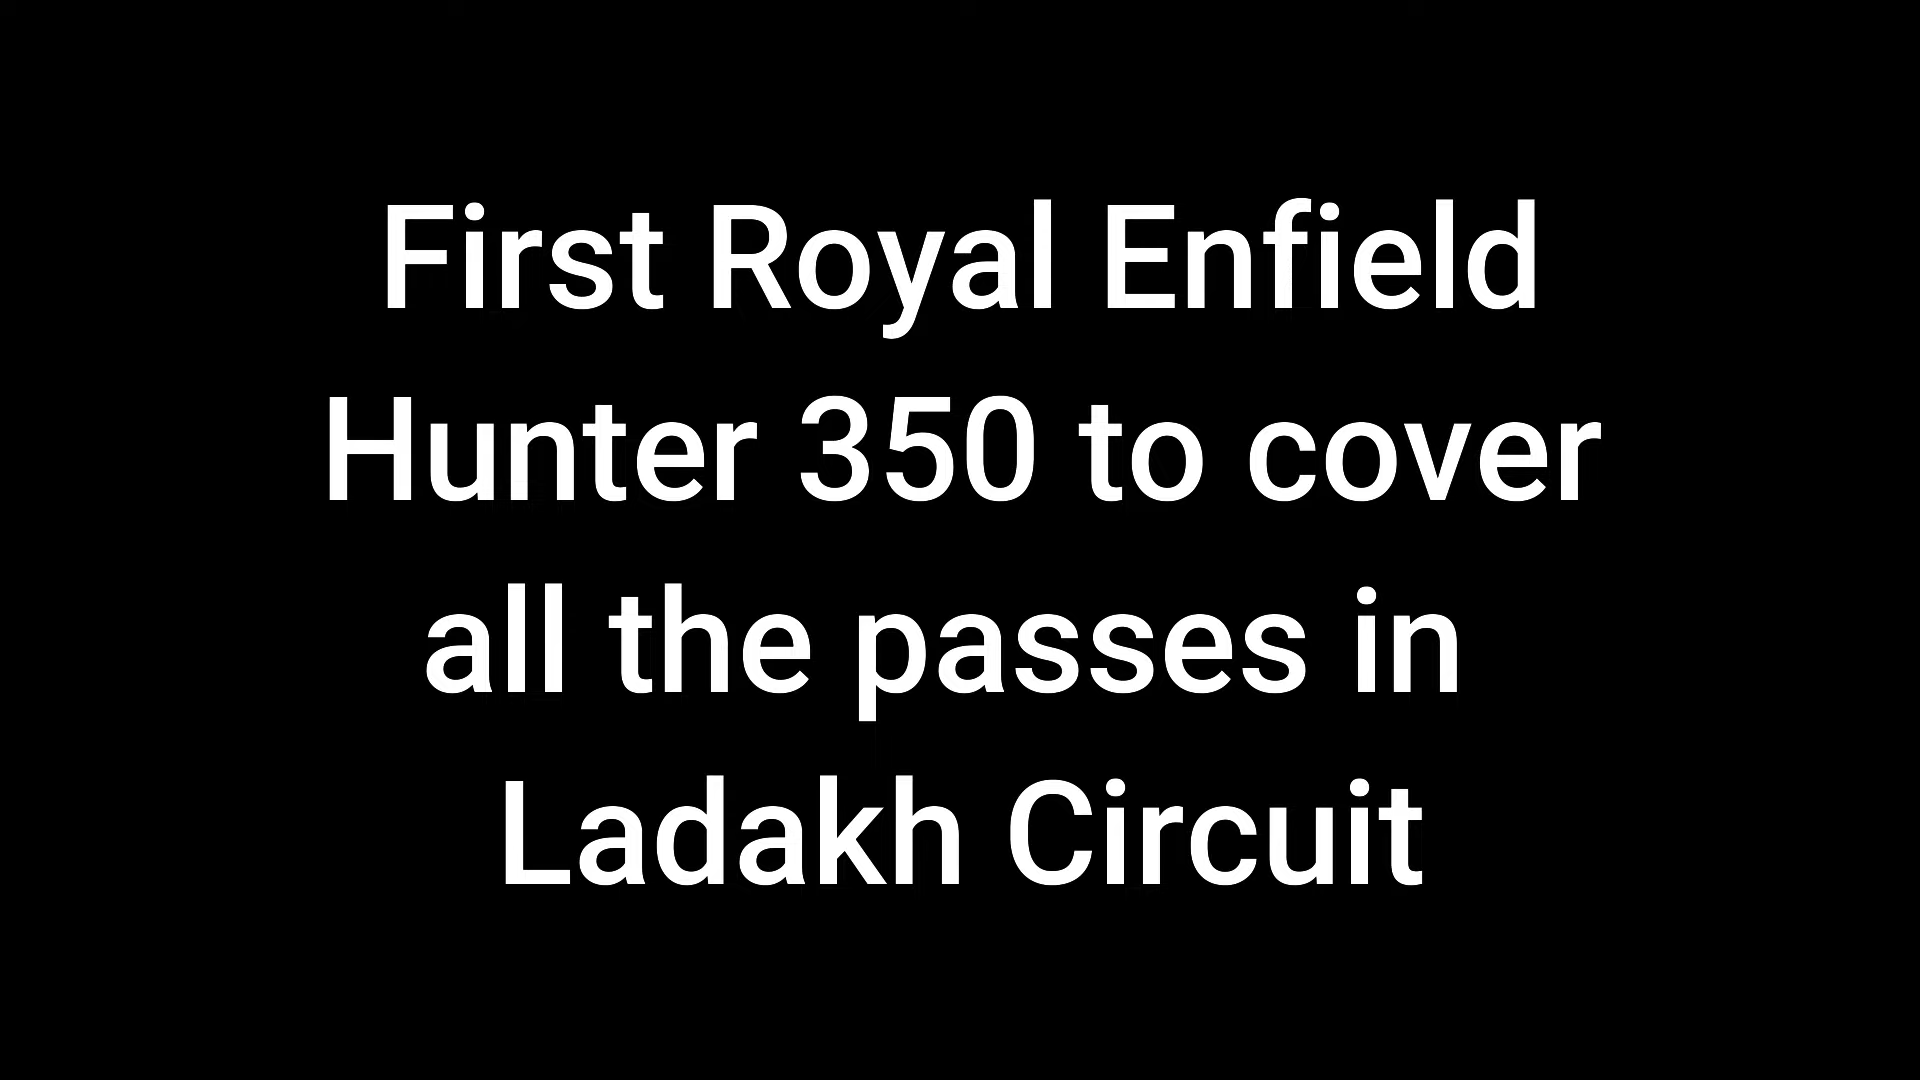 First Royal Enfield
Hunter 350 to cover
all the passes in
Ladakh Circuit